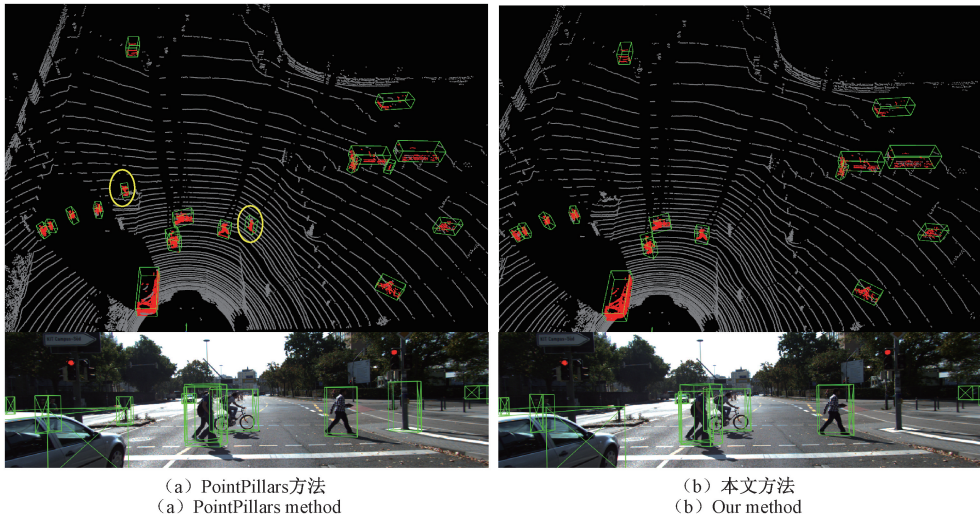 (a) PointPillars方法
(a) PointPillars method
(b) 本文方法
(b) Our method